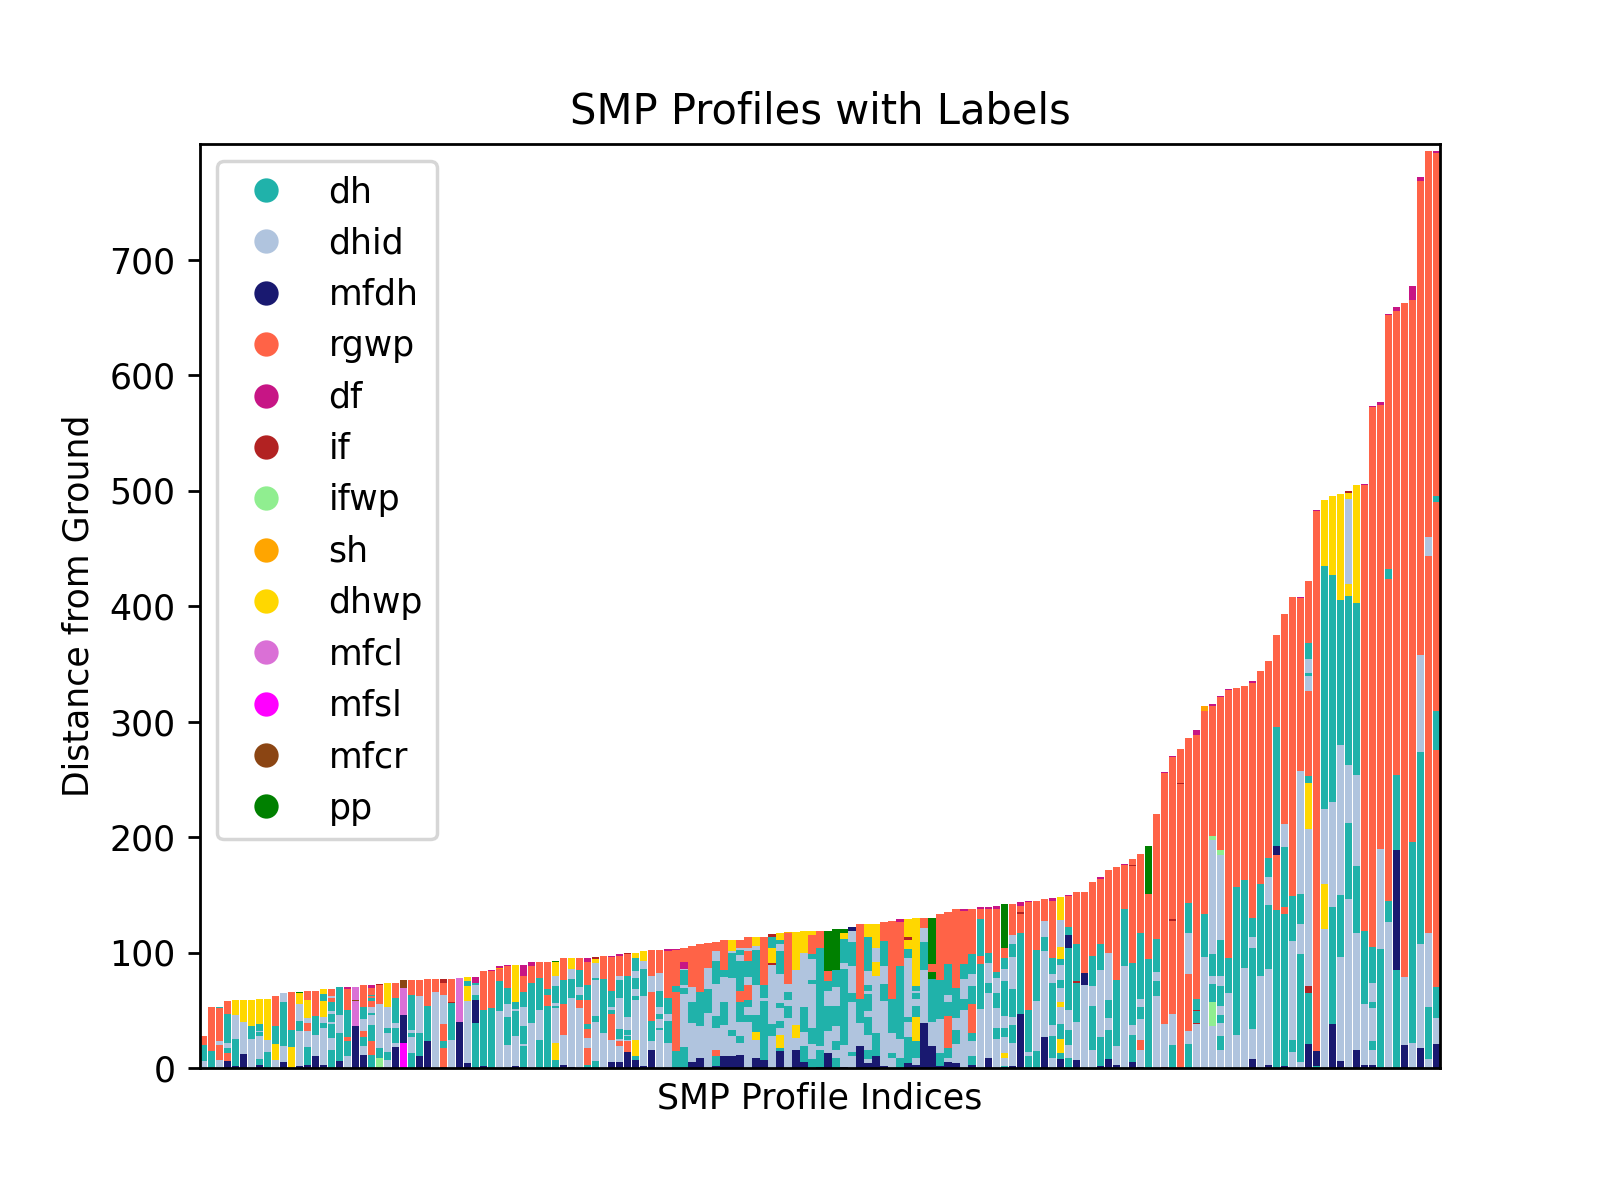 SMP Profiles with Labels
dh
dhid
mfdh
rgwp
df
if
ifwp
sh
dhwp
mfcl
mfsl
mfcr
pp
700
600
500
400
300
200
100
0
Distance from Ground
SMP Profile Indices